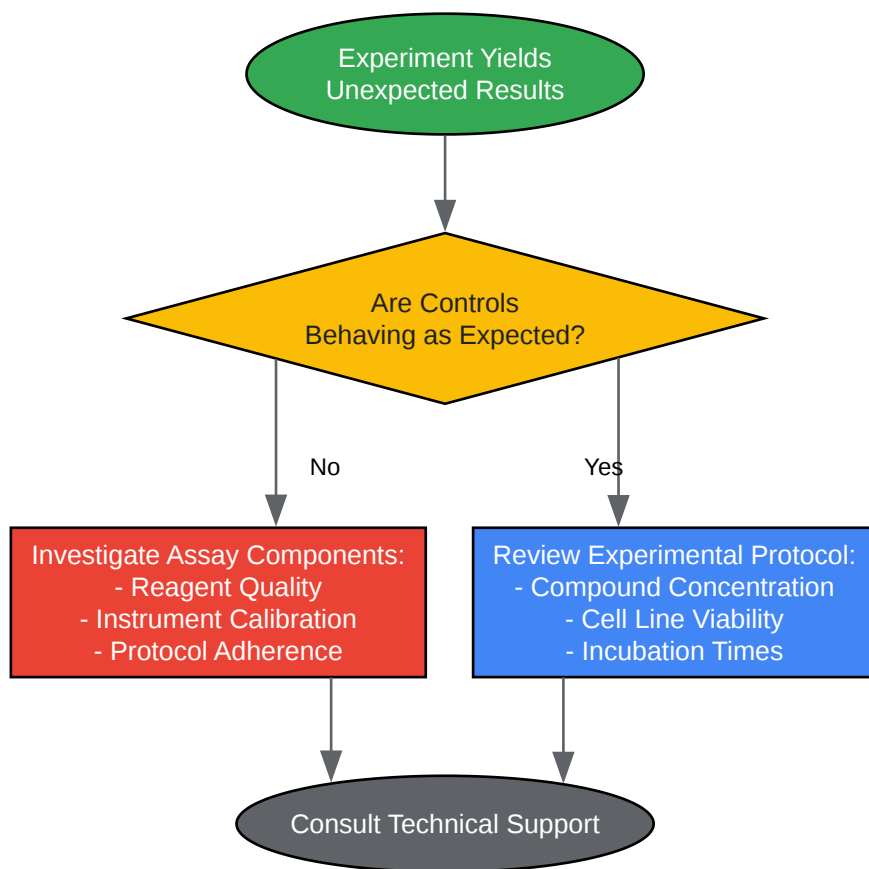 Experiment Yields
Unexpected Results
Are Controls
Behaving as Expected?
No
Yes
Investigate Assay Components:
- Reagent Quality
- Instrument Calibration
- Protocol Adherence
Review Experimental Protocol:
- Compound Concentration
- Cell Line Viability
- Incubation Times
Consult Technical Support